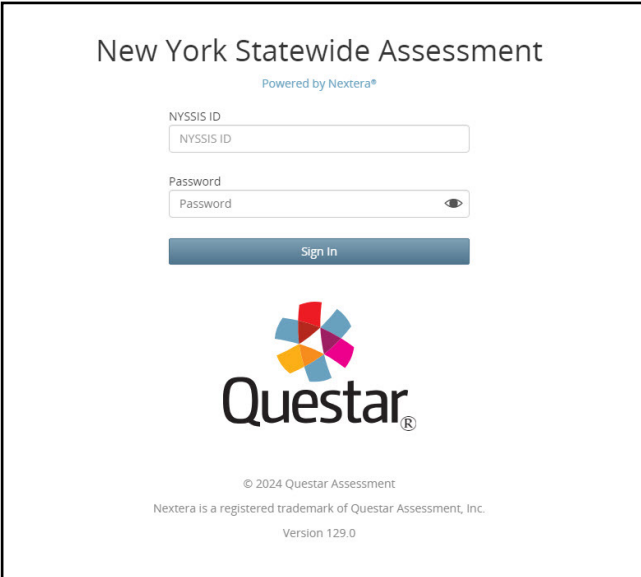 New York Statewide Assessment
Powered by Nextera®
NYSSIS ID
NYSSIS ID
Password
Password
Sign In
Questar®
© 2024 Questar Assessment
Nextera is a registered trademark of Questar Assessment, Inc.
Version 129.0